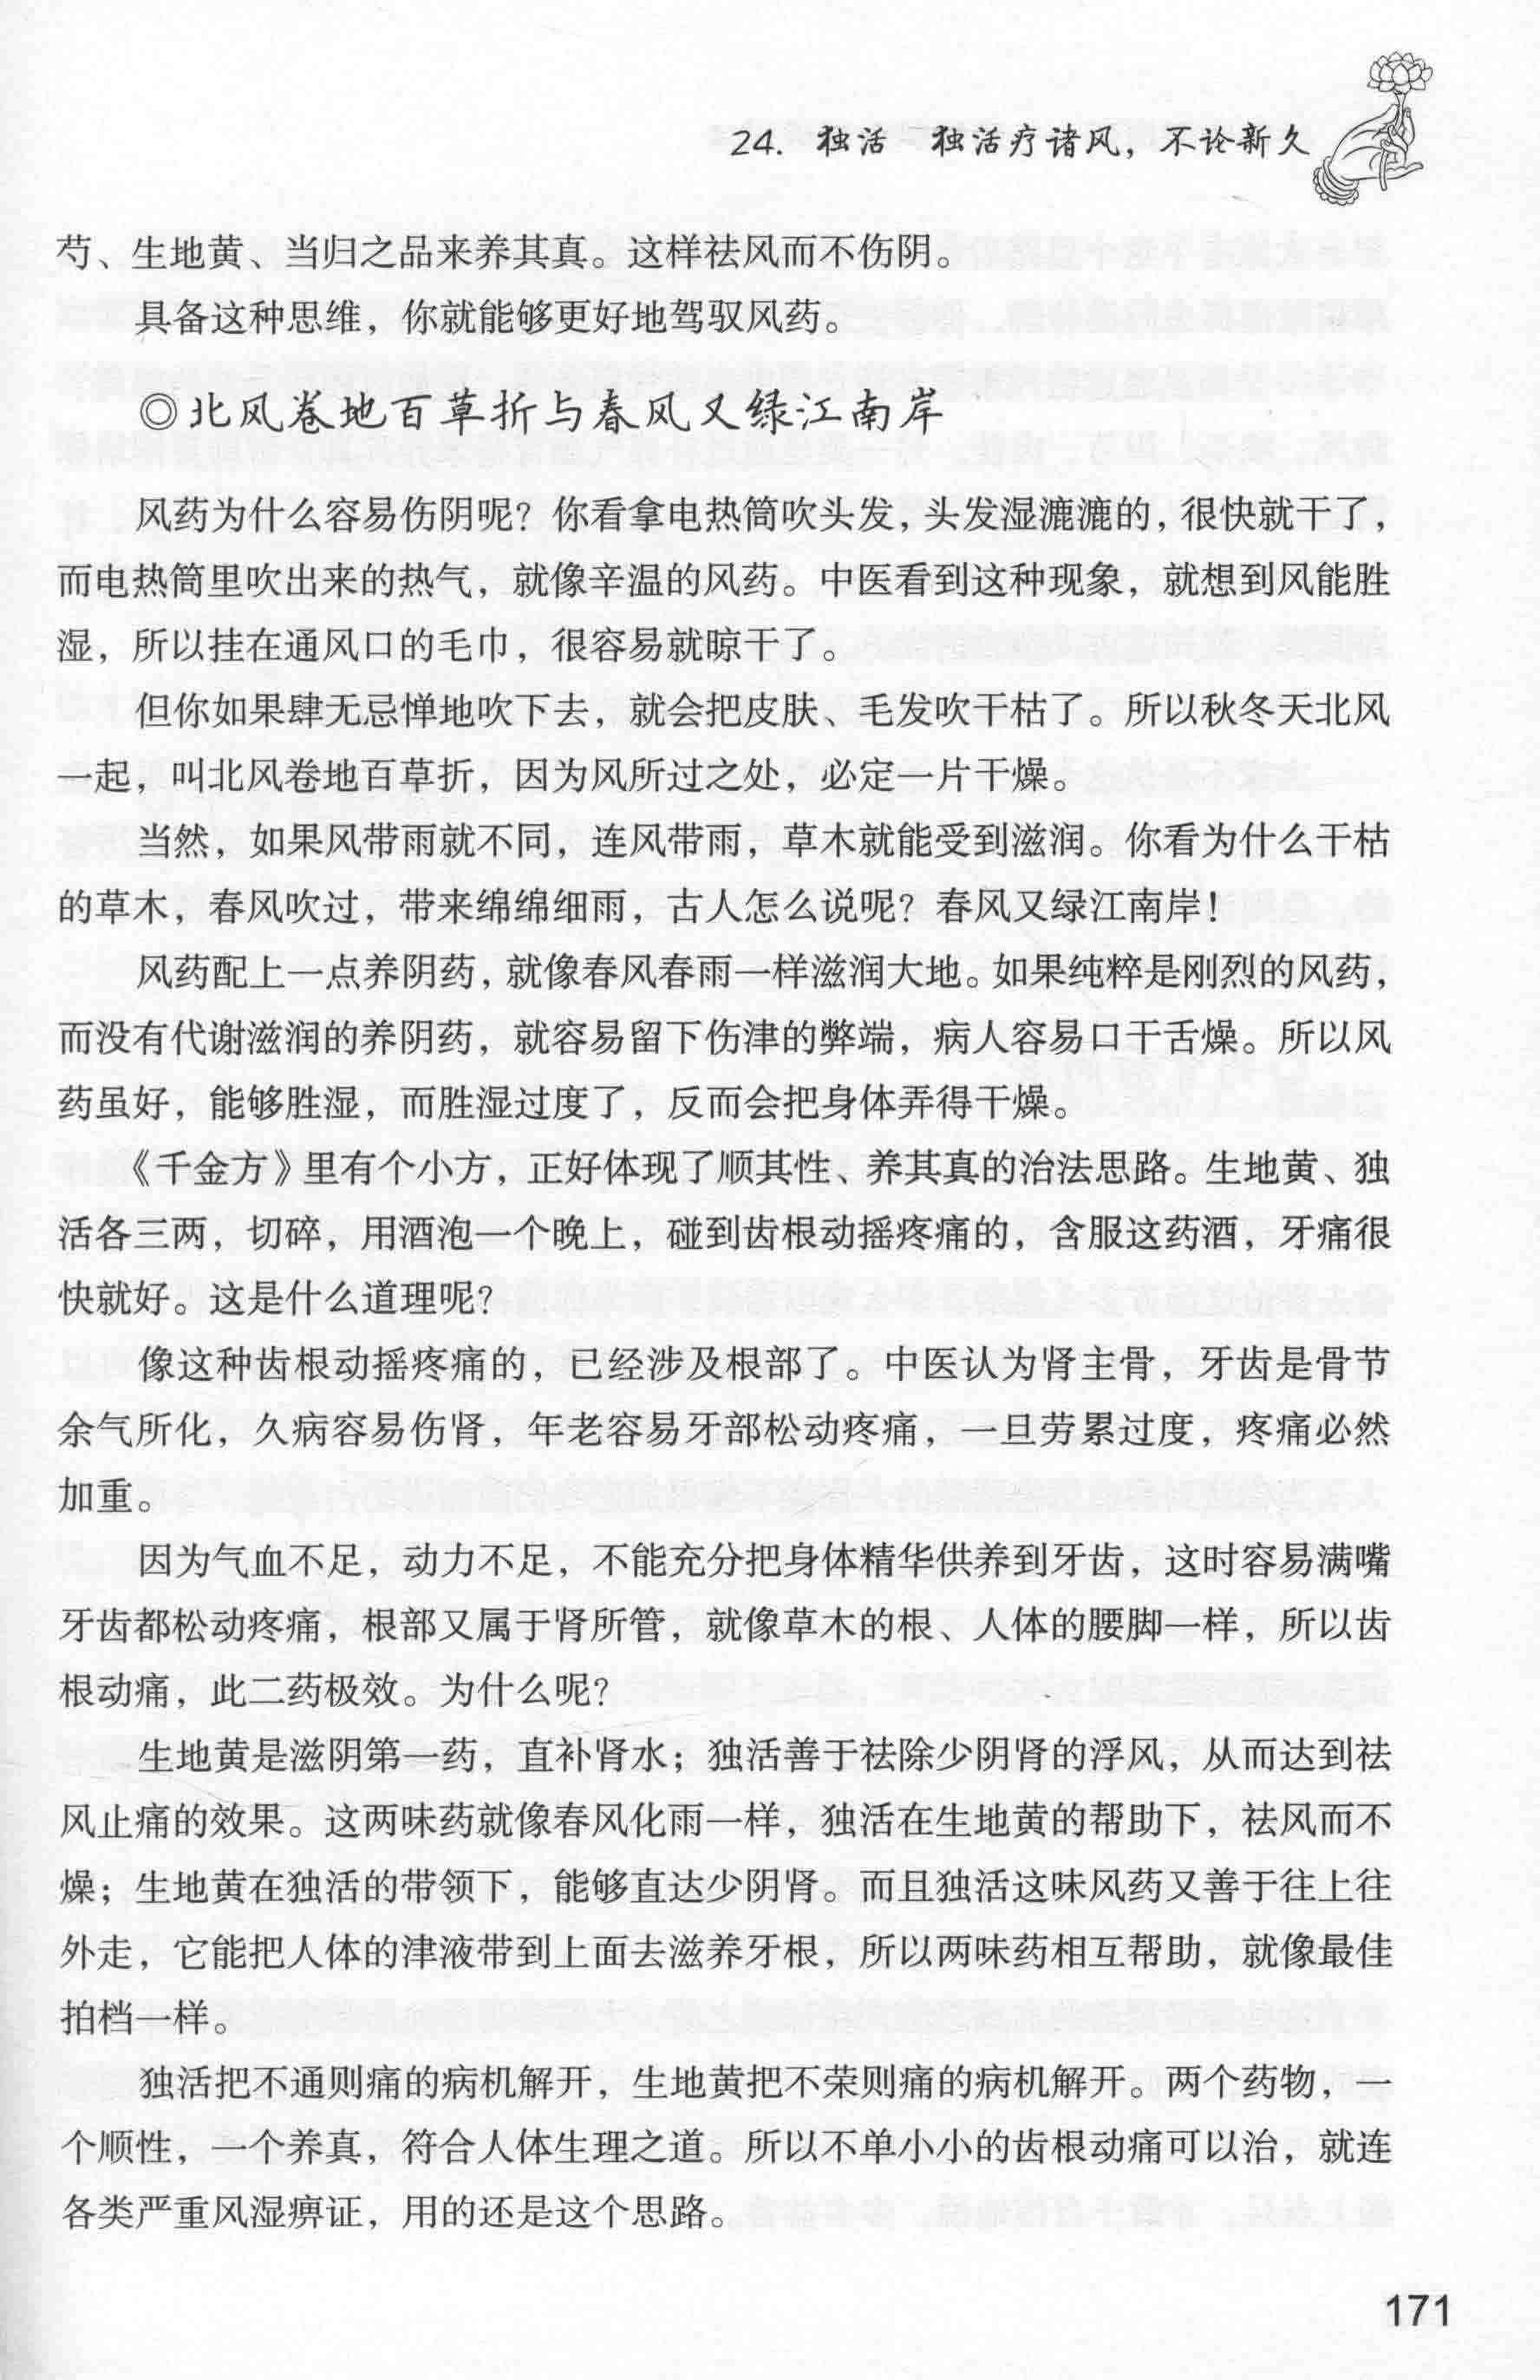 24. 独活　独活疗诸风，不论新久
芍、生地黄、当归之品来养其真。这样祛风而不伤阴。
具备这种思维，你就能够更好地驾驭风药。
◎北风卷地百草折与春风又绿江南岸
风药为什么容易伤阴呢？你看拿电热筒吹头发，头发湿漉漉的，很快就干了，
而电热筒里吹出来的热气，就像辛温的风药。中医看到这种现象，就想到风能胜
湿，所以挂在通风口的毛巾，很容易就晾干了。
但你如果肆无忌惮地吹下去，就会把皮肤、毛发吹干枯了。所以秋冬天北风
一起，叫北风卷地百草折，因为风所过之处，必定一片干燥。
当然，如果风带雨就不同，连风带雨，草木就能受到滋润。你看为什么干枯
的草木，春风吹过，带来绵绵细雨，古人怎么说呢？春风又绿江南岸！
风药配上一点养阴药，就像春风春雨一样滋润大地。如果纯粹是刚烈的风药，
而没有代谢滋润的养阴药，就容易留下伤津的弊端，病人容易口干舌燥。所以风
药虽好，能够胜湿，而胜湿过度了，反而会把身体弄得干燥。
《千金方》里有个小方，正好体现了顺其性、养其真的治法思路。生地黄、独
活各三两，切碎，用酒泡一个晚上，碰到齿根动摇疼痛的，含服这药酒，牙痛很
快就好。这是什么道理呢？
像这种齿根动摇疼痛的，已经涉及根部了。中医认为肾主骨，牙齿是骨节
余气所化，久病容易伤肾，年老容易牙部松动疼痛，一旦劳累过度，疼痛必然
加重。
因为气血不足，动力不足，不能充分把身体精华供养到牙齿，这时容易满嘴
牙齿都松动疼痛，根部又属于肾所管，就像草木的根、人体的腰脚一样，所以齿
根动痛，此二药极效。为什么呢？
生地黄是滋阴第一药，直补肾水；独活善于祛除少阴肾的浮风，从而达到祛
风止痛的效果。这两味药就像春风化雨一样，独活在生地黄的帮助下，祛风而不
燥；生地黄在独活的带领下，能够直达少阴肾。而且独活这味风药又善于往上往
外走，它能把人体的津液带到上面去滋养牙根，所以两味药相互帮助，就像最佳
拍档一样。
独活把不通则痛的病机解开，生地黄把不荣则痛的病机解开。两个药物，一
个顺性，一个养真，符合人体生理之道。所以不单小小的齿根动痛可以治，就连
各类严重风湿痹证，用的还是这个思路。
171